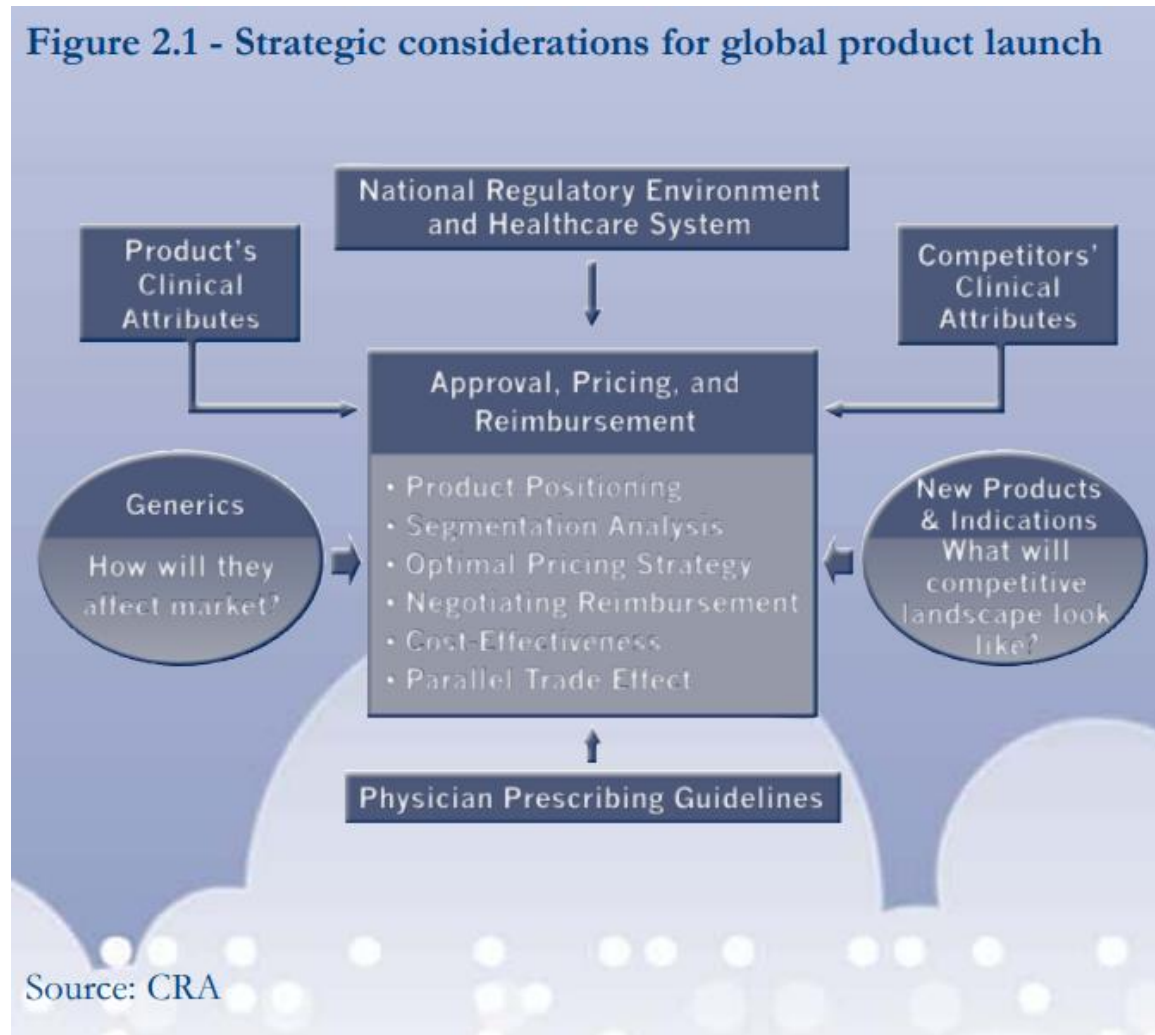 Figure 2.1 - Strategic considerations for global product launch
National Regulatory Environment
and Healthcare System
Product's
Clinical
Attributes
Competitors'
Clinical
Attributes
Approval, Pricing, and
Reimbursement
• Product Positioning
• Segmentation Analysis
• Optimal Pricing Strategy
• Negotiating Reimbursement
• Cost-Effectiveness
• Parallel Trade Effect
Generics
How will they
affect market?
New Products
& Indications
What will
competitive
landscape look
like?
Physician Prescribing Guidelines
Source: CRA